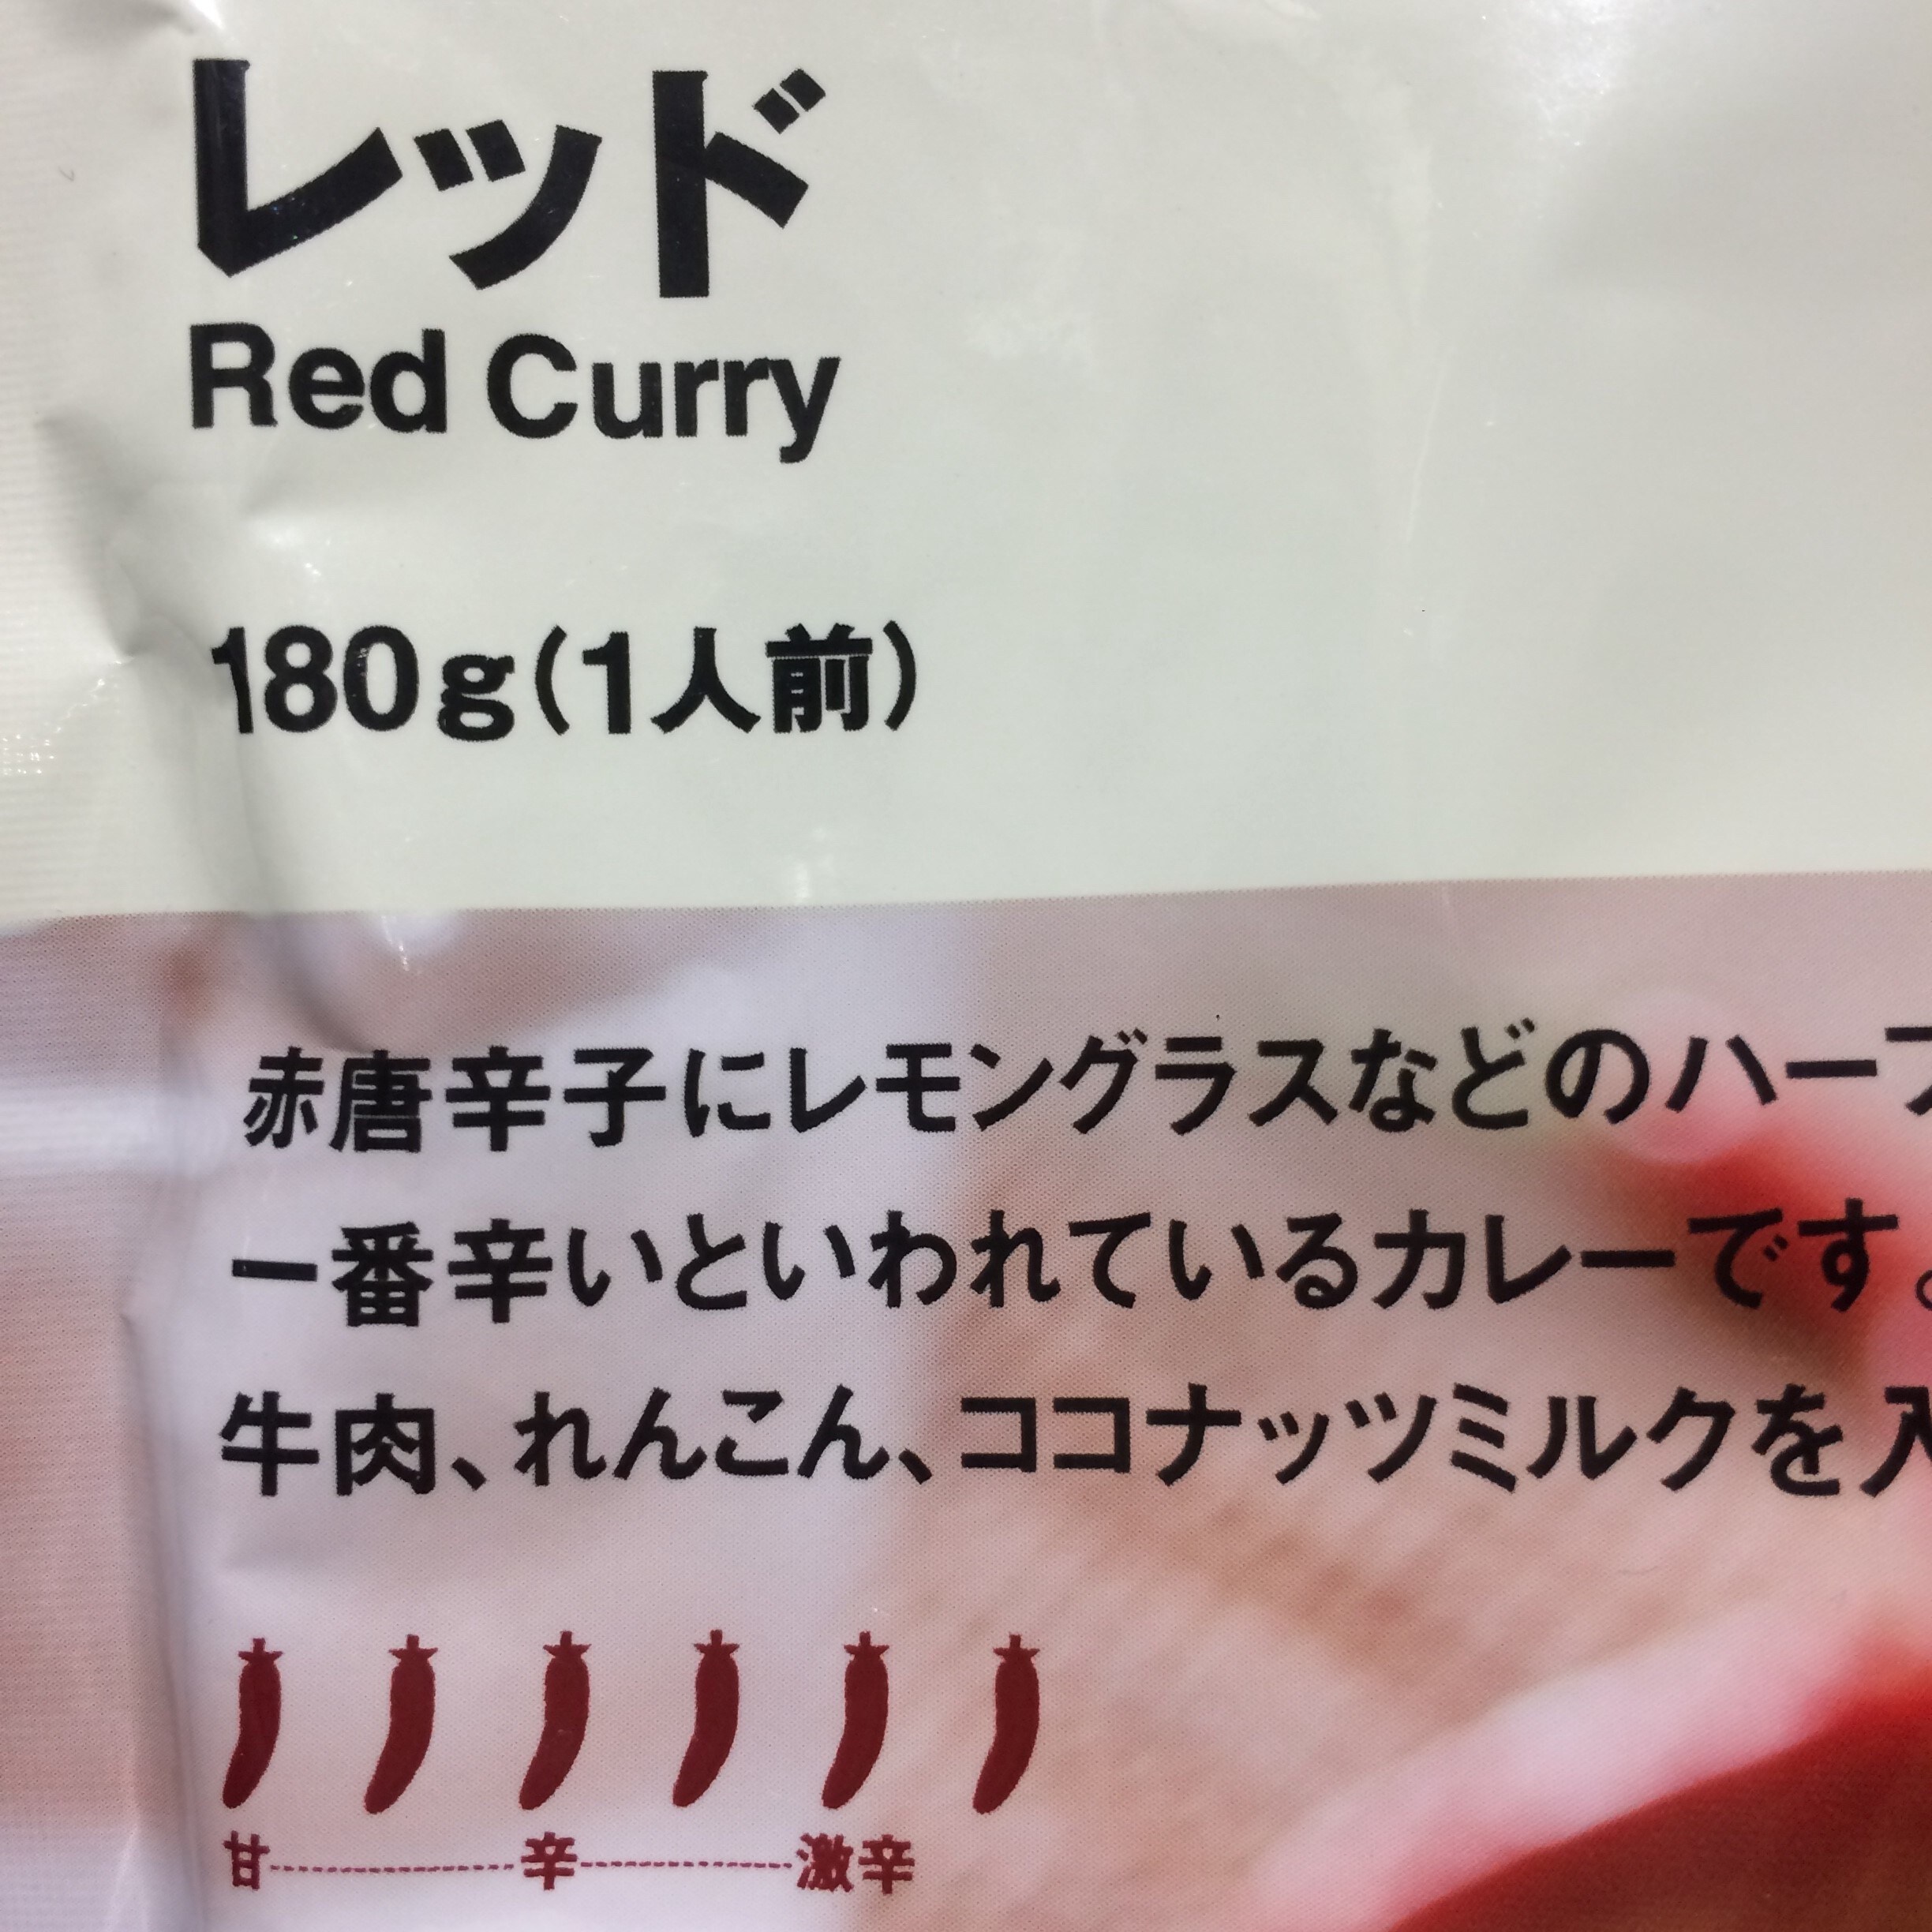 レッド
Red Curry
180g(1人前)
赤唐辛子にレモングラスなどのハー
一番辛いといわれているカレーです。
牛肉、れんこん、ココナッツミルクを入
甘 辛 激辛